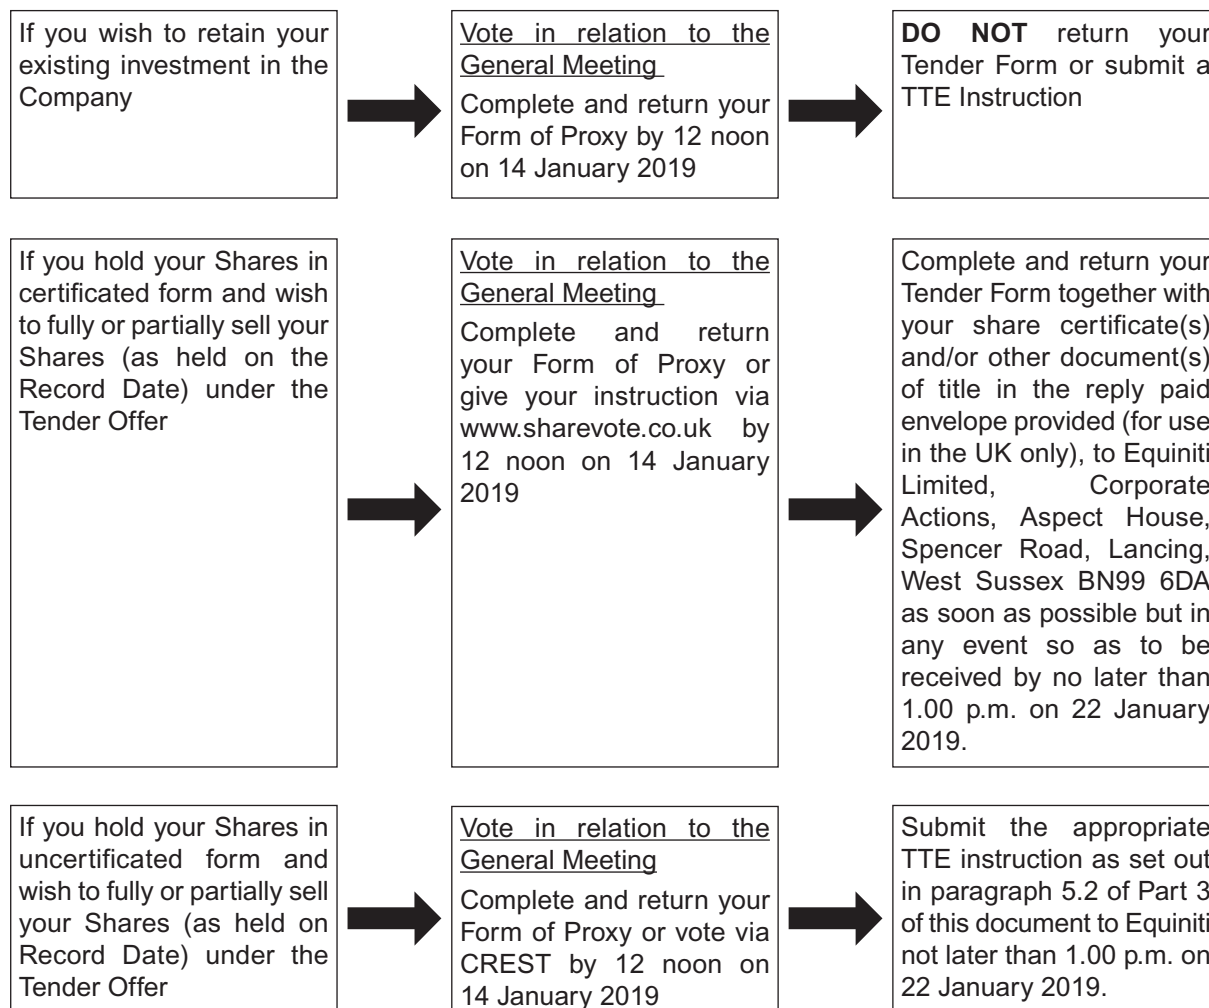 If you wish to retain your
existing investment in the
Company
Vote in relation to the
General Meeting
Complete and return your
Form of Proxy by 12 noon
on 14 January 2019
DO NOT return your
Tender Form or submit a
TTE Instruction
If you hold your Shares in
certificated form and wish
to fully or partially sell your
Shares (as held on the
Record Date) under the
Tender Offer
Vote in relation to the
General Meeting
Complete and return
your Form of Proxy or
give your instruction via
www.sharevote.co.uk by
12 noon on 14 January
2019
Complete and return your
Tender Form together with
your share certificate(s)
and/or other document(s)
of title in the reply paid
envelope provided (for use
in the UK only), to Equiniti
Limited, Corporate
Actions, Aspect House,
Spencer Road, Lancing,
West Sussex BN99 6DA
as soon as possible but in
any event so as to be
received by no later than
1.00 p.m. on 22 January
2019.
If you hold your Shares in
uncertificated form and
wish to fully or partially sell
your Shares (as held on
Record Date) under the
Tender Offer
Vote in relation to the
General Meeting
Complete and return your
Form of Proxy or vote via
CREST by 12 noon on
14 January 2019
Submit the appropriate
TTE instruction as set out
in paragraph 5.2 of Part 3
of this document to Equiniti
not later than 1.00 p.m. on
22 January 2019.